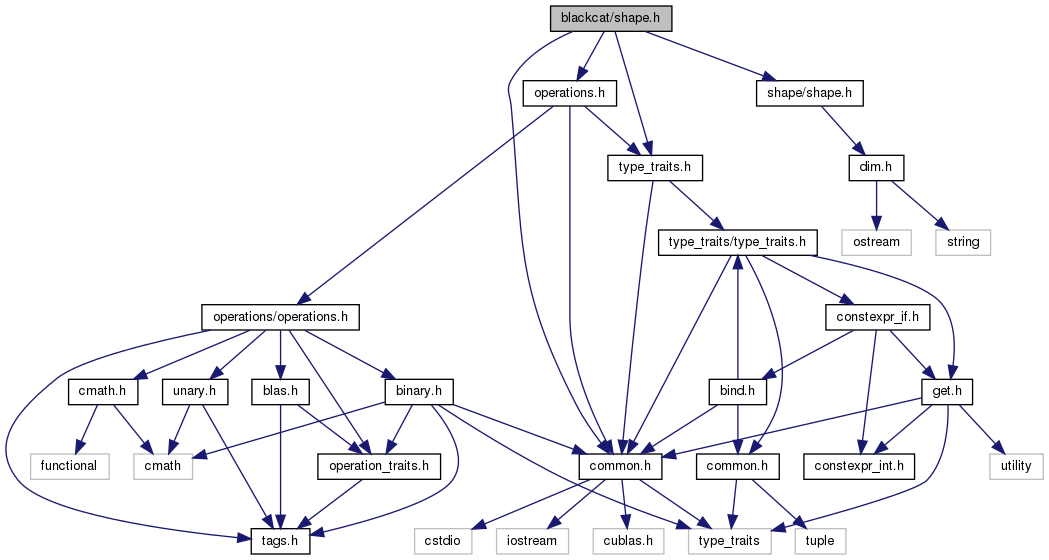 blackcat/shape.h
operations.h
shape/shape.h
type_traits.h
dim.h
type_traits/type_traits.h
ostream
string
operations/operations.h
constexpr_if.h
cmath.h
unary.h
blas.h
binary.h
bind.h
get.h
functional
cmath
operation_traits.h
common.h
common.h
constexpr_int.h
utility
tags.h
cstdio
iostream
cublas.h
type_traits
tuple